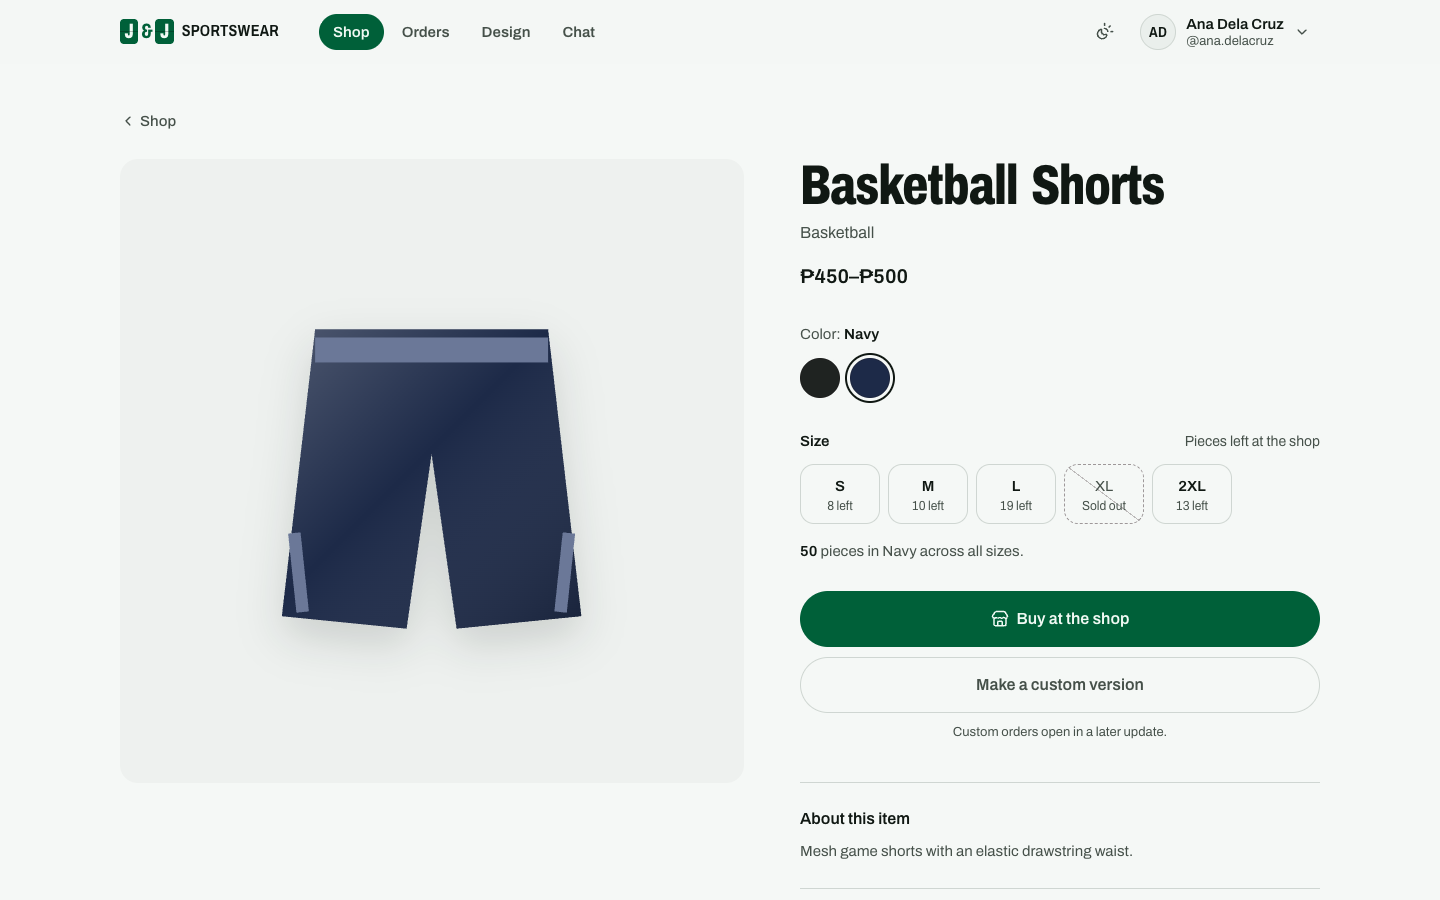 J & J SPORTSWEAR
Shop
Orders
Design
Chat
AD
Ana Dela Cruz
@ana.delacruz
Shop
Basketball Shorts
Basketball
₱450–₱500
Color: Navy
Size
Pieces left at the shop
S
8 left
M
10 left
L
19 left
XL
Sold out
2XL
13 left
50 pieces in Navy across all sizes.
Buy at the shop
Make a custom version
Custom orders open in a later update.
About this item
Mesh game shorts with an elastic drawstring waist.